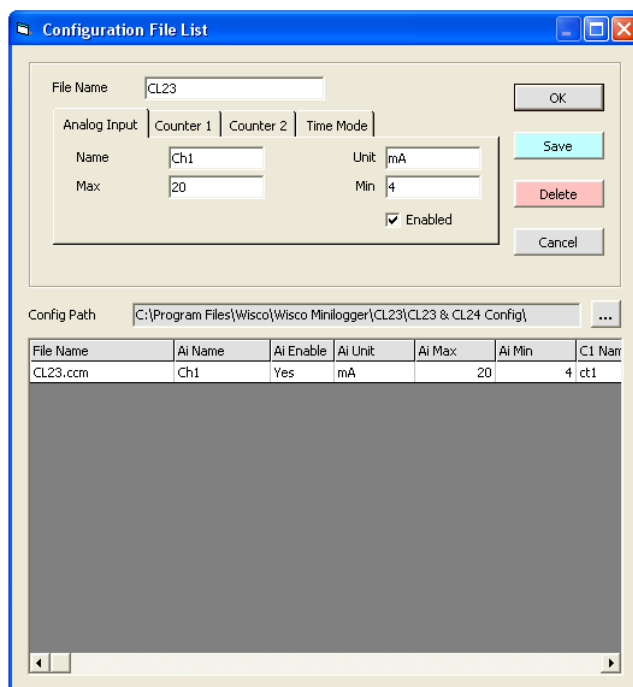 Configuration File List
File Name CL23 OK
Analog Input Counter 1 Counter 2 Time Mode
Save
Name Ch1 Unit mA
Max 20 Min 4 Delete
Enabled
Cancel
Config Path C:\Program Files\Wisco\Wisco Minilogger\CL23\CL23 & CL24 Config\ ...
File Name Ai Name Ai Enable Ai Unit Ai Max Ai Min C1 Nam
CL23.ccm Ch1 Yes mA 20 4 ct1